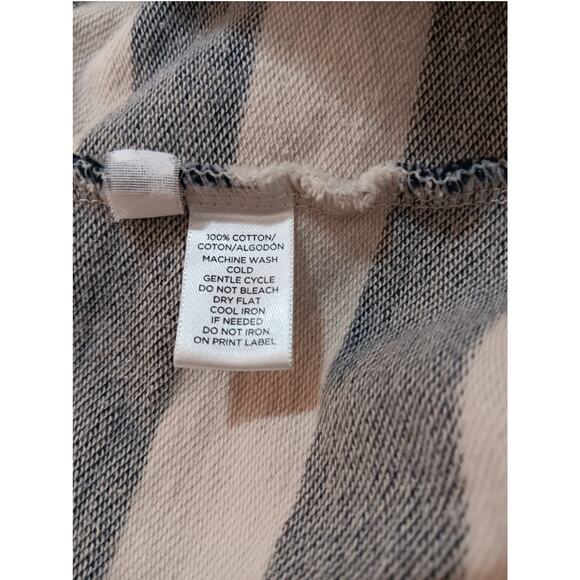 100% COTTON/
COTON/ALGODÓN
MACHINE WASH
COLD
GENTLE CYCLE
DO NOT BLEACH
DRY FLAT
COOL IRON
IF NEEDED
DO NOT IRON
ON PRINT LABEL